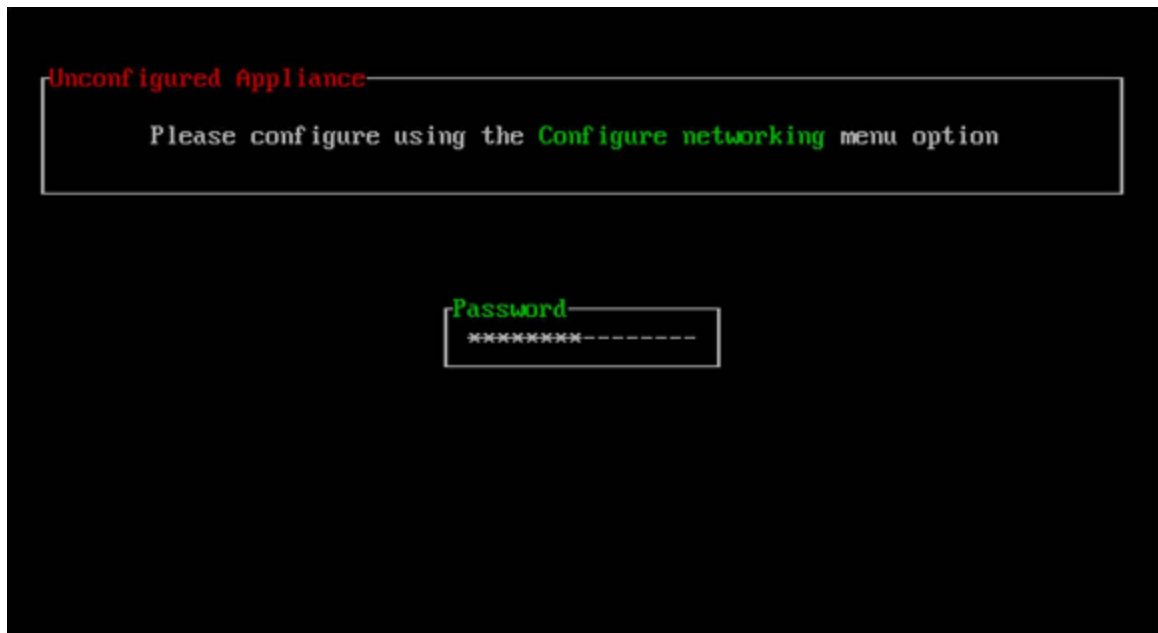 Unconfigured Appliance
Please configure using the Configure networking menu option
Password
********--------